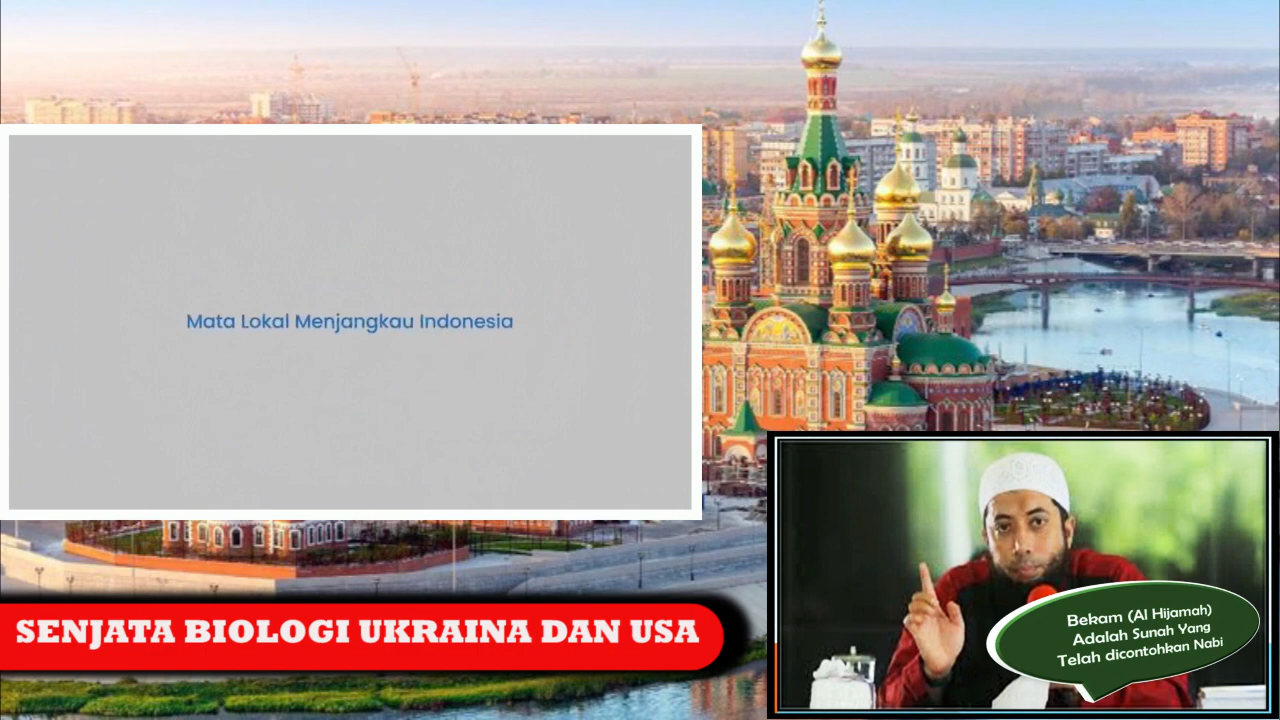 Mata Lokal Menjangkau Indonesia
SENJATA BIOLOGI UKRAINA DAN USA
Bekam (Al Hijamah)
Adalah Sunah Yang
Telah dicontohkan Nabi